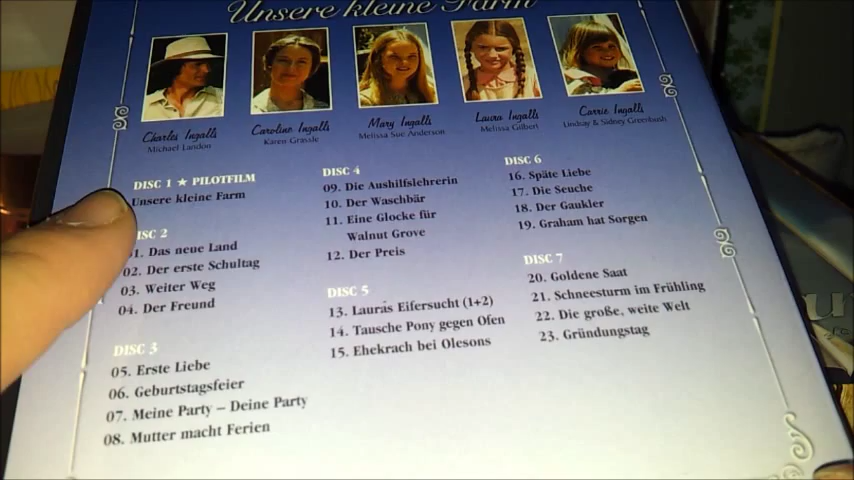 Unsere kleine Farm
Charles Ingalls
Michael Landon
Caroline Ingalls
Karen Grassle
Mary Ingalls
Melissa Sue Anderson
Laura Ingalls
Melissa Gilbert
Carrie Ingalls
Lindsay & Sidney Greenbush
DISC 1 ★ PILOTFILM
Unsere kleine Farm
ISC 2
01. Das neue Land
02. Der erste Schultag
03. Weiter Weg
04. Der Freund
DISC 3
05. Erste Liebe
06. Geburtstagsfeier
07. Meine Party – Deine Party
08. Mutter macht Ferien
DISC 4
09. Die Aushilfslehrerin
10. Der Waschbär
11. Eine Glocke für
Walnut Grove
12. Der Preis
DISC 5
13. Lauras Eifersucht (1+2)
14. Tausche Pony gegen Ofen
15. Ehekrach bei Olesons
DISC 6
16. Späte Liebe
17. Die Seuche
18. Der Gaukler
19. Graham hat Sorgen
DISC 7
20. Goldene Saat
21. Schneesturm im Frühling
22. Die große, weite Welt
23. Gründungstag